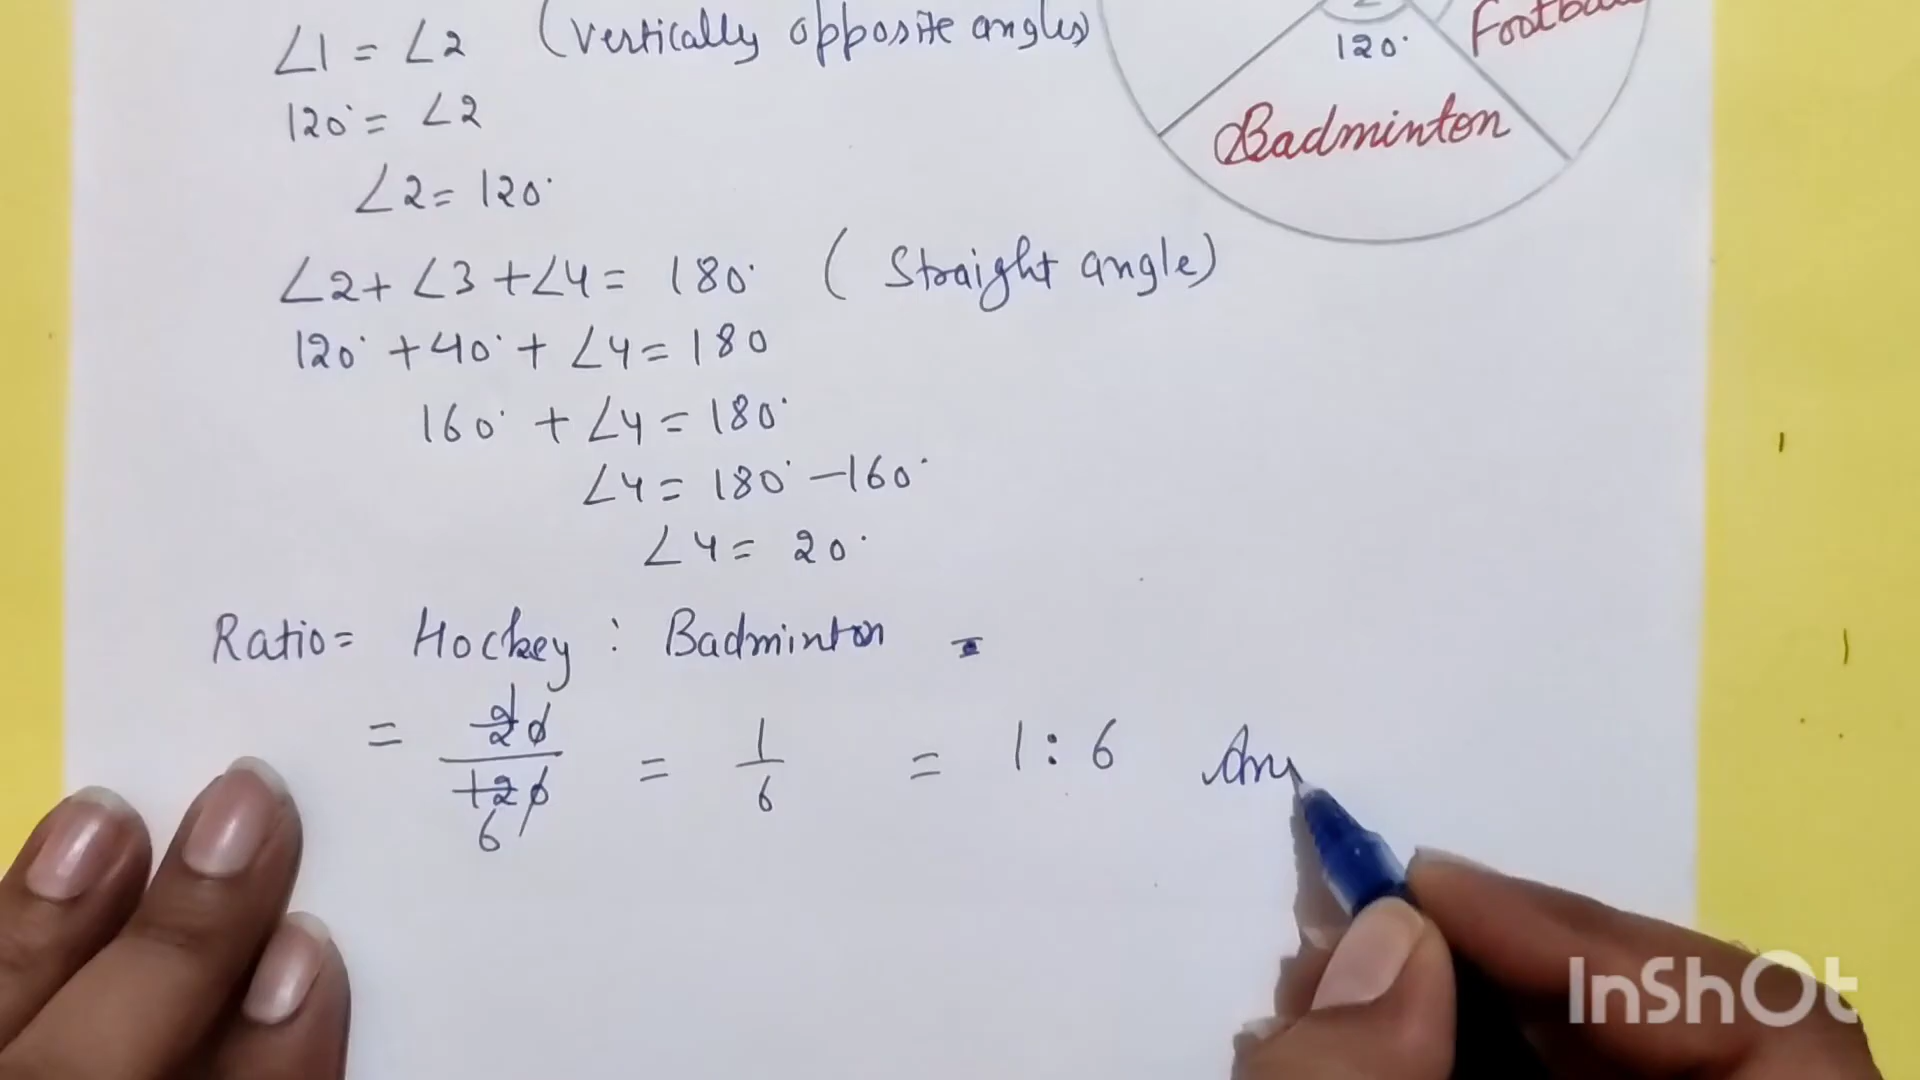 ∠1 = ∠2 (Vertically opposite angles)
120° = ∠2
∠2 = 120°
∠2 + ∠3 + ∠4 = 180° (Straight angle)
120° + 40° + ∠4 = 180
160° + ∠4 = 180°
∠4 = 180° - 160°
∠4 = 20°
Ratio = Hockey : Badminton =
= 20/120 = 1/6 = 1 : 6 Ans
6
120°
Badminton
InShOt